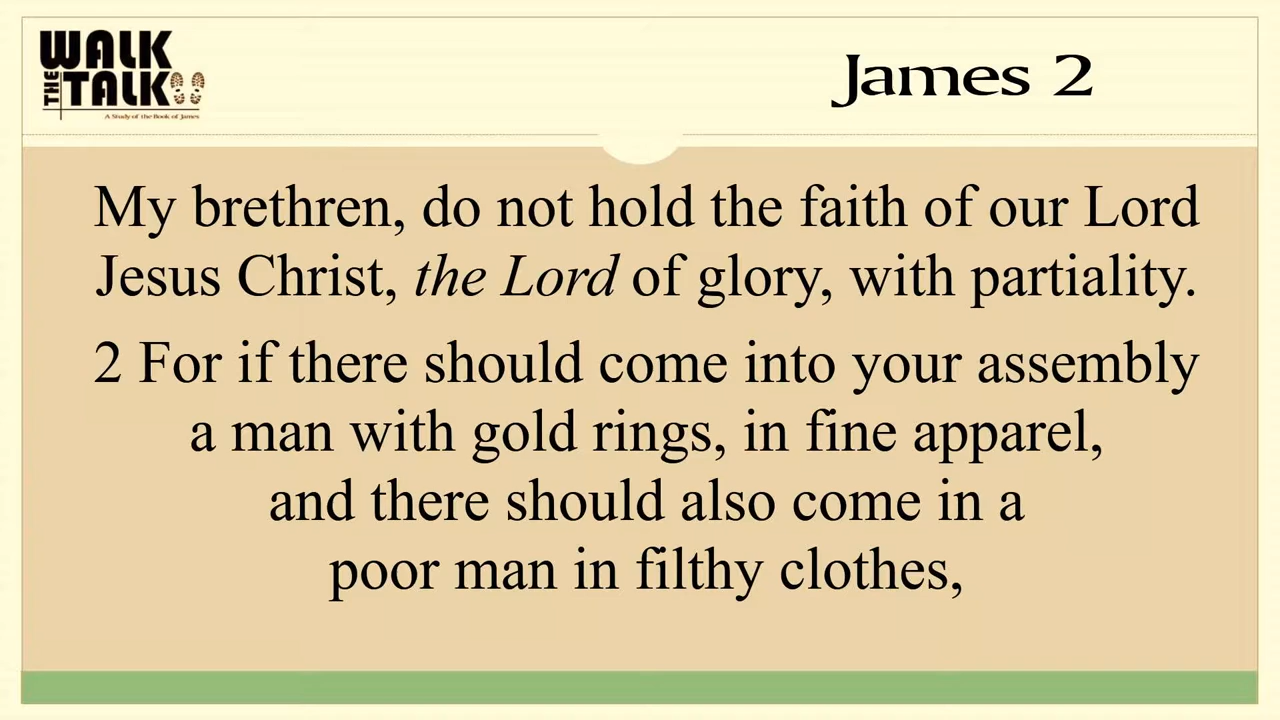 WALK
THE
TALK
A Study of the Book of James
James 2
My brethren, do not hold the faith of our Lord
Jesus Christ, the Lord of glory, with partiality.
2 For if there should come into your assembly
a man with gold rings, in fine apparel,
and there should also come in a
poor man in filthy clothes,